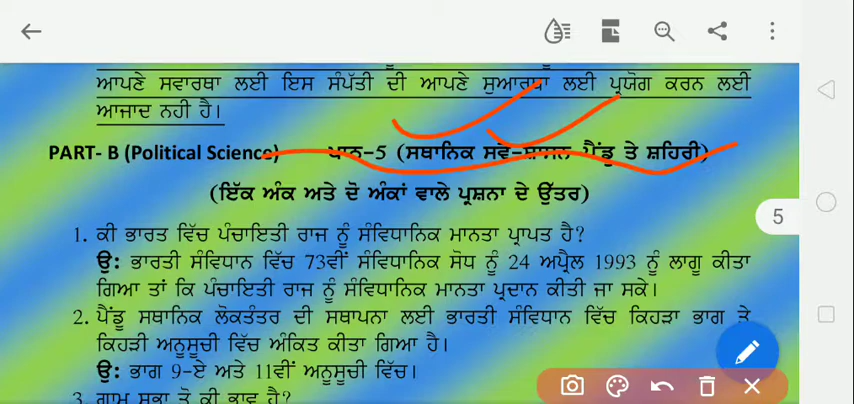 ਆਪਣੇ ਸਵਾਰਥਾ ਲਈ ਇਸ ਸੰਪੱਤੀ ਦੀ ਆਪਣੇ ਸੁਆਰਥਾਂ ਲਈ ਪ੍ਰਯੋਗ ਕਰਨ ਲਈ
ਆਜਾਦ ਨਹੀ ਹੈ।
PART- B (Political Science) ਪਾਠ-5 (ਸਥਾਨਿਕ ਸਵੈ-ਸ਼ਾਸਨ ਪੈਂਡੂ ਤੇ ਸ਼ਹਿਰੀ)
(ਇੱਕ ਅੰਕ ਅਤੇ ਦੋ ਅੰਕਾਂ ਵਾਲੇ ਪ੍ਰਸ਼ਨਾ ਦੇ ਉੱਤਰ)
5
1. ਕੀ ਭਾਰਤ ਵਿੱਚ ਪੰਚਾਇਤੀ ਰਾਜ ਨੂੰ ਸੰਵਿਧਾਨਿਕ ਮਾਨਤਾ ਪ੍ਰਾਪਤ ਹੈ?
ਉ: ਭਾਰਤੀ ਸੰਵਿਧਾਨ ਵਿੱਚ 73ਵੀਂ ਸੰਵਿਧਾਨਿਕ ਸੋਧ ਨੂੰ 24 ਅਪ੍ਰੈਲ 1993 ਨੂੰ ਲਾਗੂ ਕੀਤਾ
ਗਿਆ ਤਾਂ ਕਿ ਪੰਚਾਇਤੀ ਰਾਜ ਨੂੰ ਸੰਵਿਧਾਨਿਕ ਮਾਨਤਾ ਪ੍ਰਦਾਨ ਕੀਤੀ ਜਾ ਸਕੇ।
2. ਪੈਂਡੂ ਸਥਾਨਿਕ ਲੋਕਤੰਤਰ ਦੀ ਸਥਾਪਨਾ ਲਈ ਭਾਰਤੀ ਸੰਵਿਧਾਨ ਵਿੱਚ ਕਿਹੜਾ ਭਾਗ ਤੇ
ਕਿਹੜੀ ਅਨੂਸੂਚੀ ਵਿੱਚ ਅੰਕਿਤ ਕੀਤਾ ਗਿਆ ਹੈ।
ਉ: ਭਾਗ 9-ਏ ਅਤੇ 11ਵੀਂ ਅਨੂਸੂਚੀ ਵਿੱਚ।
3. ਗ੍ਰਾਮ ਸਭਾ ਤੋਂ ਕੀ ਭਾਵ ਹੈ?